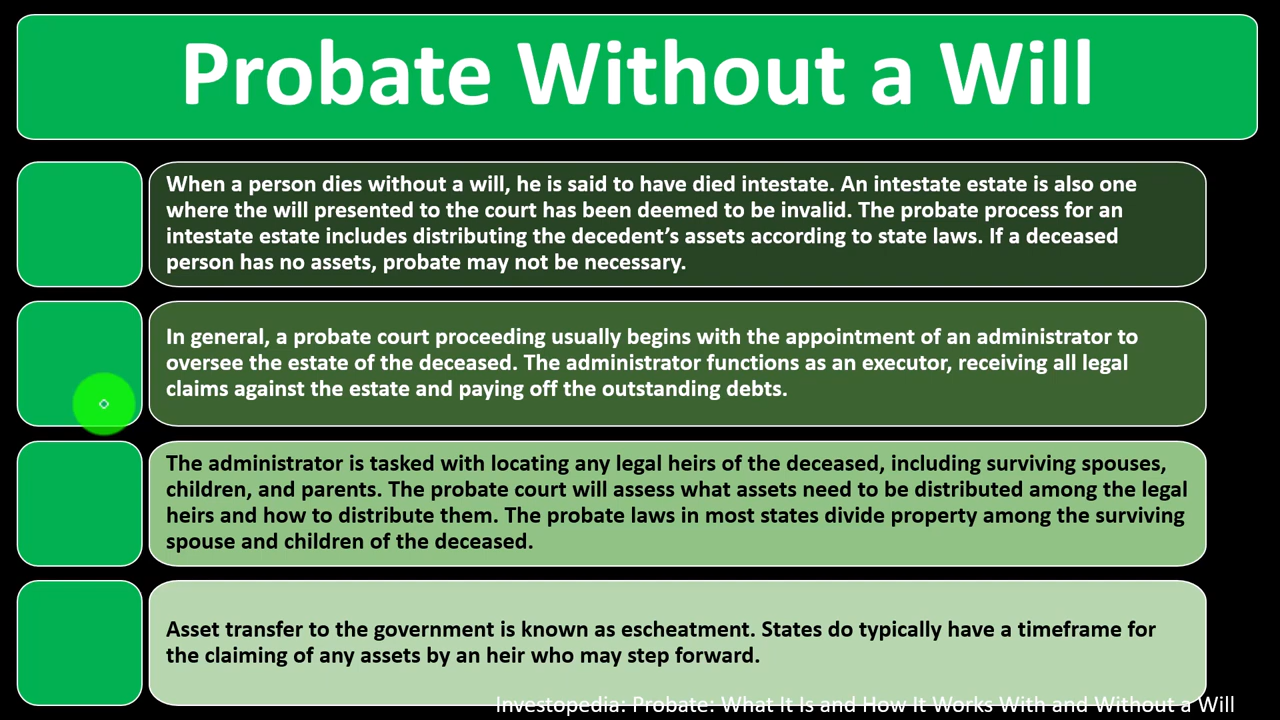 Probate Without a Will
When a person dies without a will, he is said to have died intestate. An intestate estate is also one
where the will presented to the court has been deemed to be invalid. The probate process for an
intestate estate includes distributing the decedent’s assets according to state laws. If a deceased
person has no assets, probate may not be necessary.
In general, a probate court proceeding usually begins with the appointment of an administrator to
oversee the estate of the deceased. The administrator functions as an executor, receiving all legal
claims against the estate and paying off the outstanding debts.
The administrator is tasked with locating any legal heirs of the deceased, including surviving spouses,
children, and parents. The probate court will assess what assets need to be distributed among the legal
heirs and how to distribute them. The probate laws in most states divide property among the surviving
spouse and children of the deceased.
Asset transfer to the government is known as escheatment. States do typically have a timeframe for
the claiming of any assets by an heir who may step forward.
Investopedia: Probate: What It Is and How It Works With and Without a Will